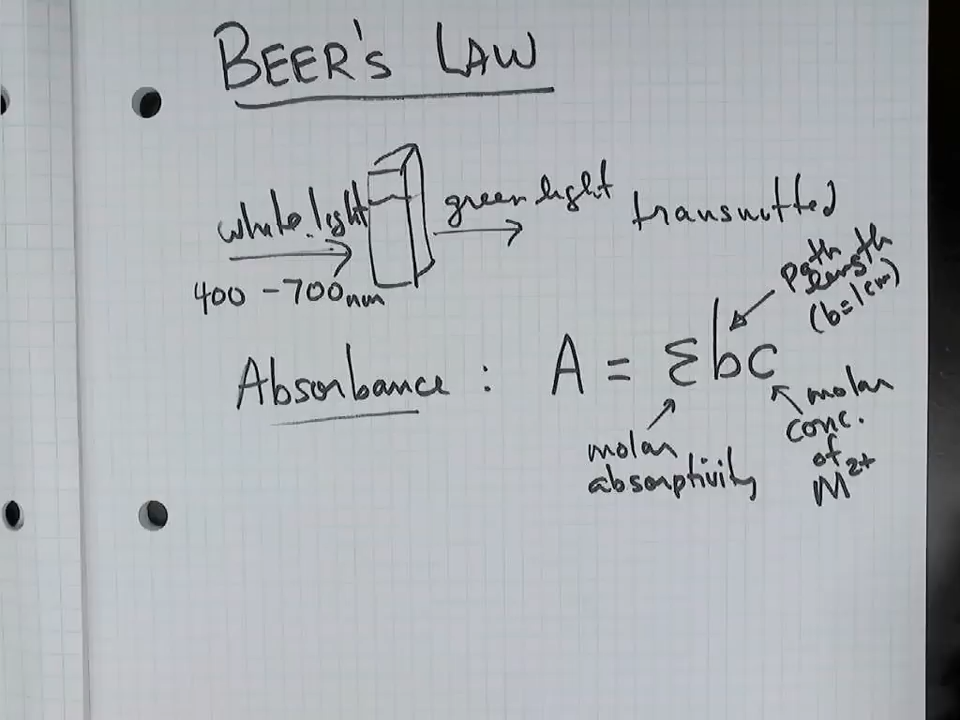 BEER'S LAW
white light
green light
transmitted
400 - 700nm
path
length
(b=1cm)
Absorbance : A = Ɛbc
molar
absorptivity
molar
conc.
of
M2+